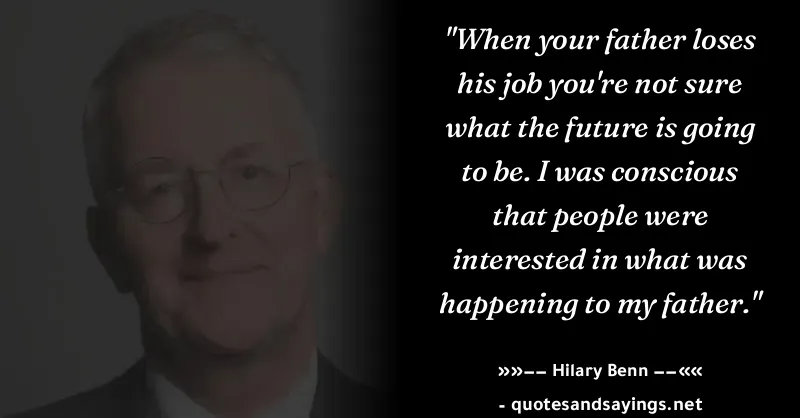 "When your father loses
his job you're not sure
what the future is going
to be. I was conscious
that people were
interested in what was
happening to my father."
»»–– Hilary Benn ––««
- quotesandsayings.net